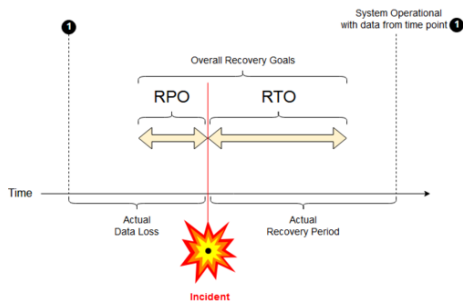 System Operational
with data from time point 1
1
Overall Recovery Goals
RPO
RTO
Time
Actual
Data Loss
Actual
Recovery Period
Incident